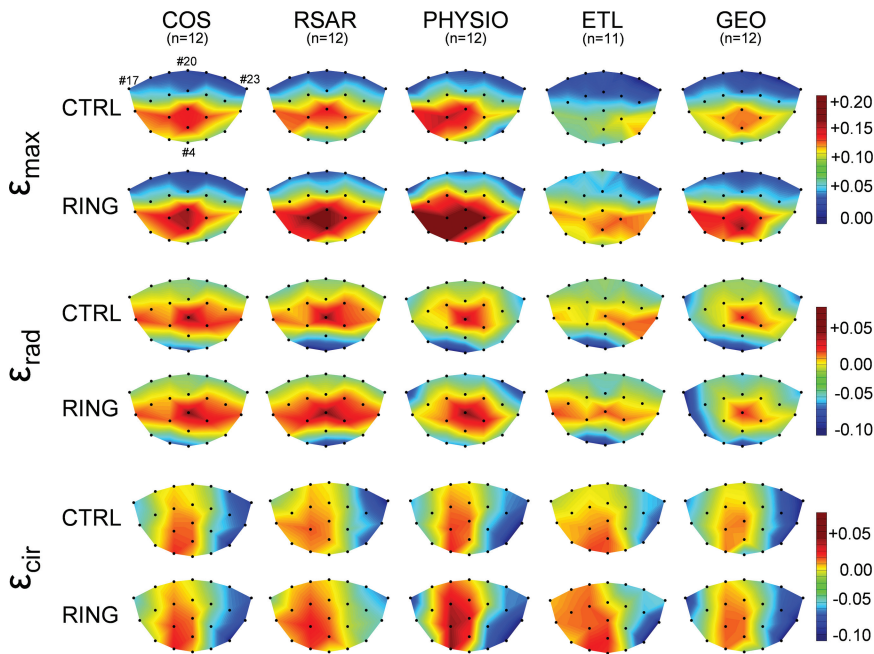 COS RSAR PHYSIO ETL GEO
(n=12) (n=12) (n=12) (n=11) (n=12)
#17 #20 #23
CTRL
#4
εmax
RING
+0.20
+0.15
+0.10
+0.05
0.00
CTRL
εrad
RING
+0.05
0.00
-0.05
-0.10
CTRL
εcir
RING
+0.05
0.00
-0.05
-0.10